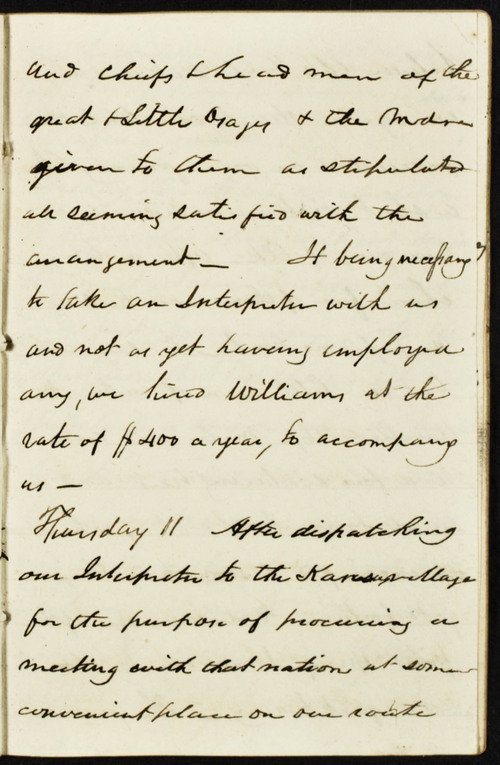 and chiefs & head men of the
great & Little Osages & the Mdse
given to them as stipulated
all seeming satisfied with the
arrangement — It being necessary
to take an Interpreter with us
and not as yet haveing employed
any, we hired Williams at the
rate of $400 a year, to accompany
us —
Thursday 11 After dispatching
our Interpreter to the Kansas village
for the purpose of procuring a
meeting with that nation at some
convenient place on our route